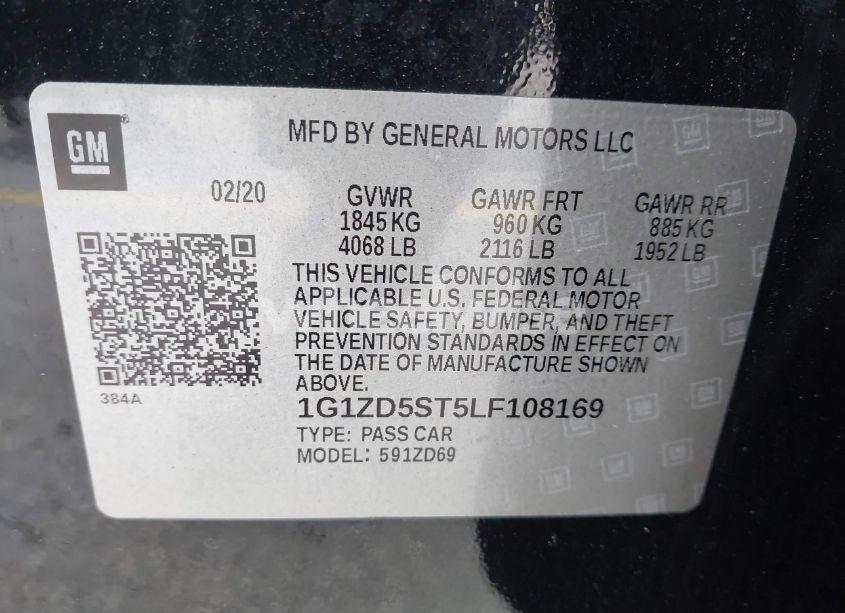 GM
MFD BY GENERAL MOTORS LLC
02/20
GVWR
1845 KG
4068 LB
GAWR FRT
960 KG
2116 LB
GAWR RR
885 KG
1952 LB
THIS VEHICLE CONFORMS TO ALL
APPLICABLE U.S. FEDERAL MOTOR
VEHICLE SAFETY, BUMPER, AND THEFT
PREVENTION STANDARDS IN EFFECT ON
THE DATE OF MANUFACTURE SHOWN
ABOVE.
384A
1G1ZD5ST5LF108169
TYPE: PASS CAR
MODEL: 591ZD69